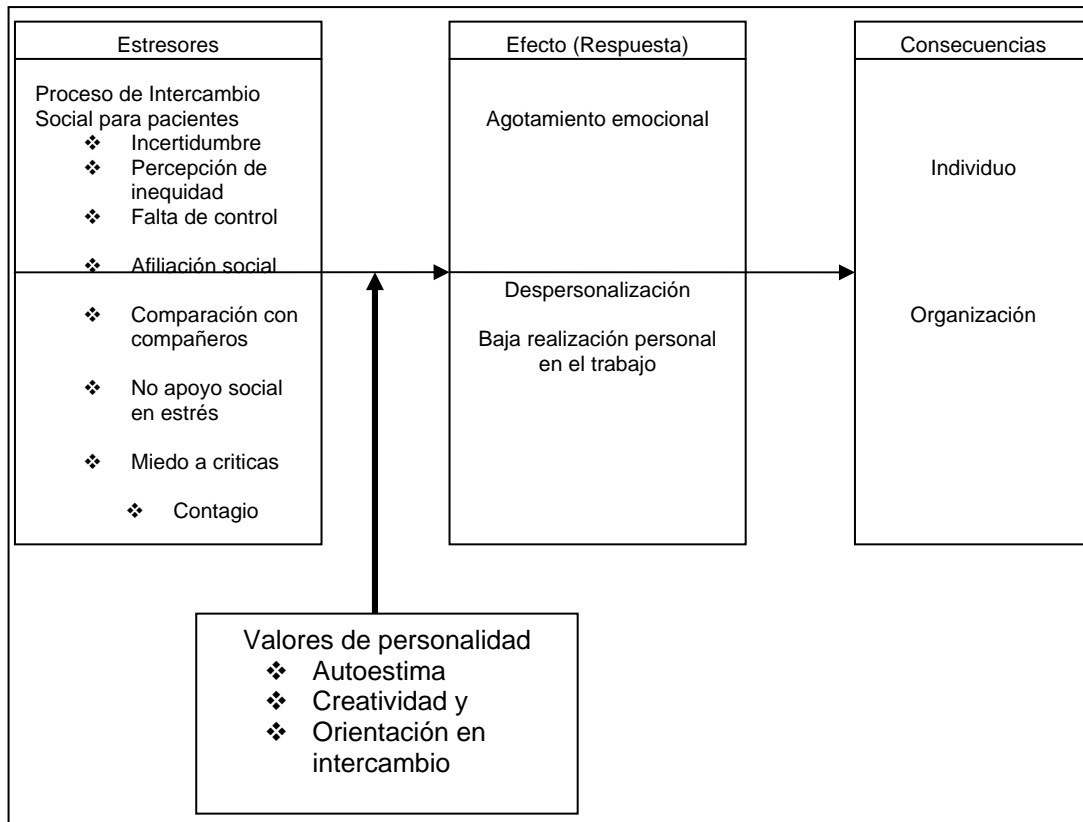 Estresores
Proceso de Intercambio
Social para pacientes
❖ Incertidumbre
❖ Percepción de
inequidad
❖ Falta de control
❖ Afiliación social
❖ Comparación con
compañeros
❖ No apoyo social
en estrés
❖ Miedo a criticas
❖ Contagio
Efecto (Respuesta)
Agotamiento emocional
Despersonalización
Baja realización personal
en el trabajo
Consecuencias
Individuo
Organización
Valores de personalidad
❖ Autoestima
❖ Creatividad y
❖ Orientación en
intercambio